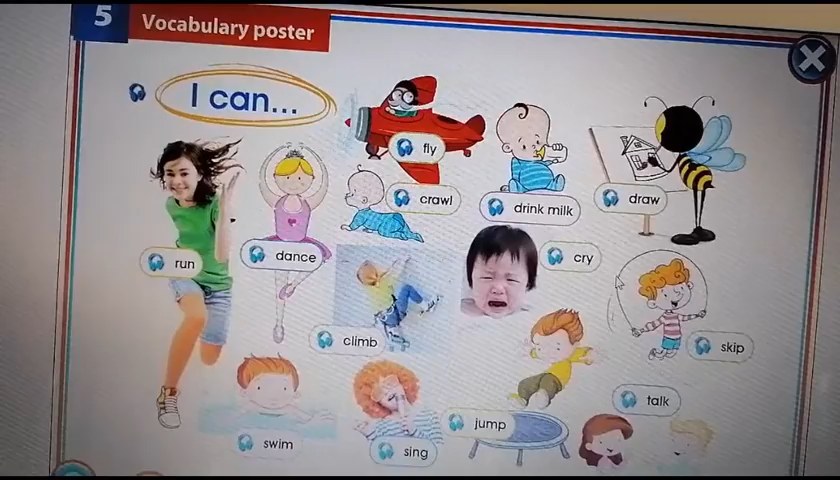 5 Vocabulary poster
I can...
fly
crawl
drink milk
draw
run
dance
cry
climb
skip
talk
swim
sing
jump